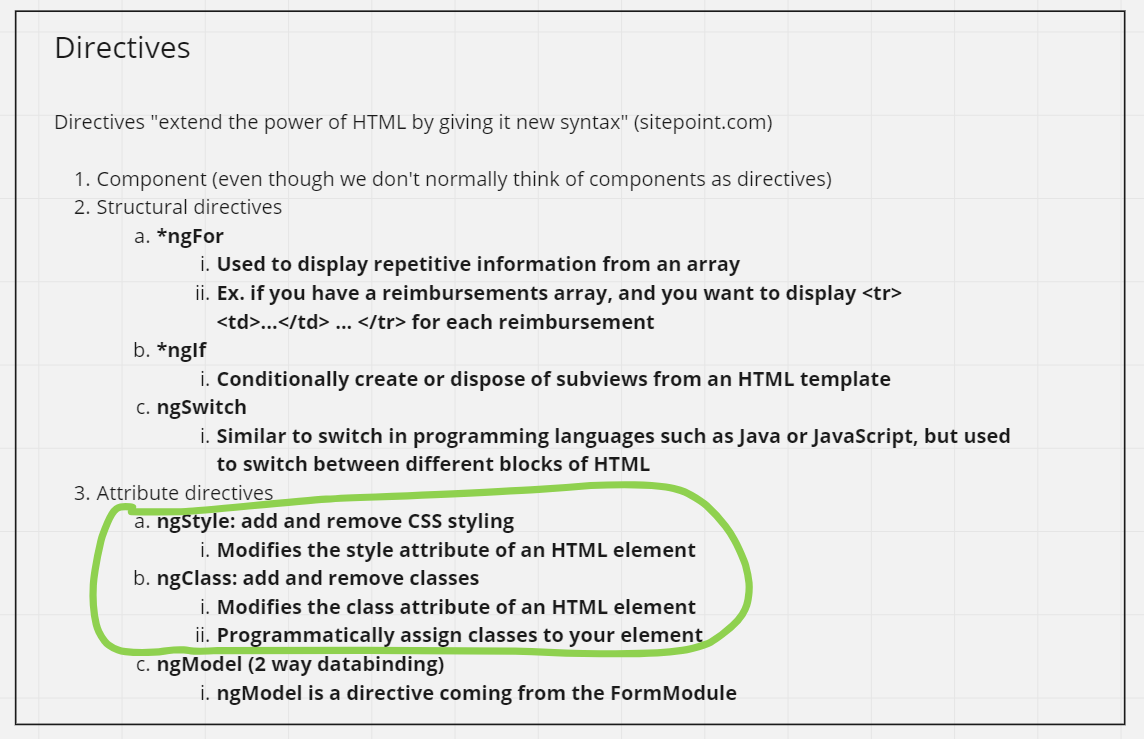 Directives
Directives "extend the power of HTML by giving it new syntax" (sitepoint.com)
1. Component (even though we don't normally think of components as directives)
2. Structural directives
a. *ngFor
i. Used to display repetitive information from an array
ii. Ex. if you have a reimbursements array, and you want to display <tr>
<td>...</td> ... </tr> for each reimbursement
b. *ngIf
i. Conditionally create or dispose of subviews from an HTML template
c. ngSwitch
i. Similar to switch in programming languages such as Java or JavaScript, but used
to switch between different blocks of HTML
3. Attribute directives
a. ngStyle: add and remove CSS styling
i. Modifies the style attribute of an HTML element
b. ngClass: add and remove classes
i. Modifies the class attribute of an HTML element
ii. Programmatically assign classes to your element
c. ngModel (2 way databinding)
i. ngModel is a directive coming from the FormModule